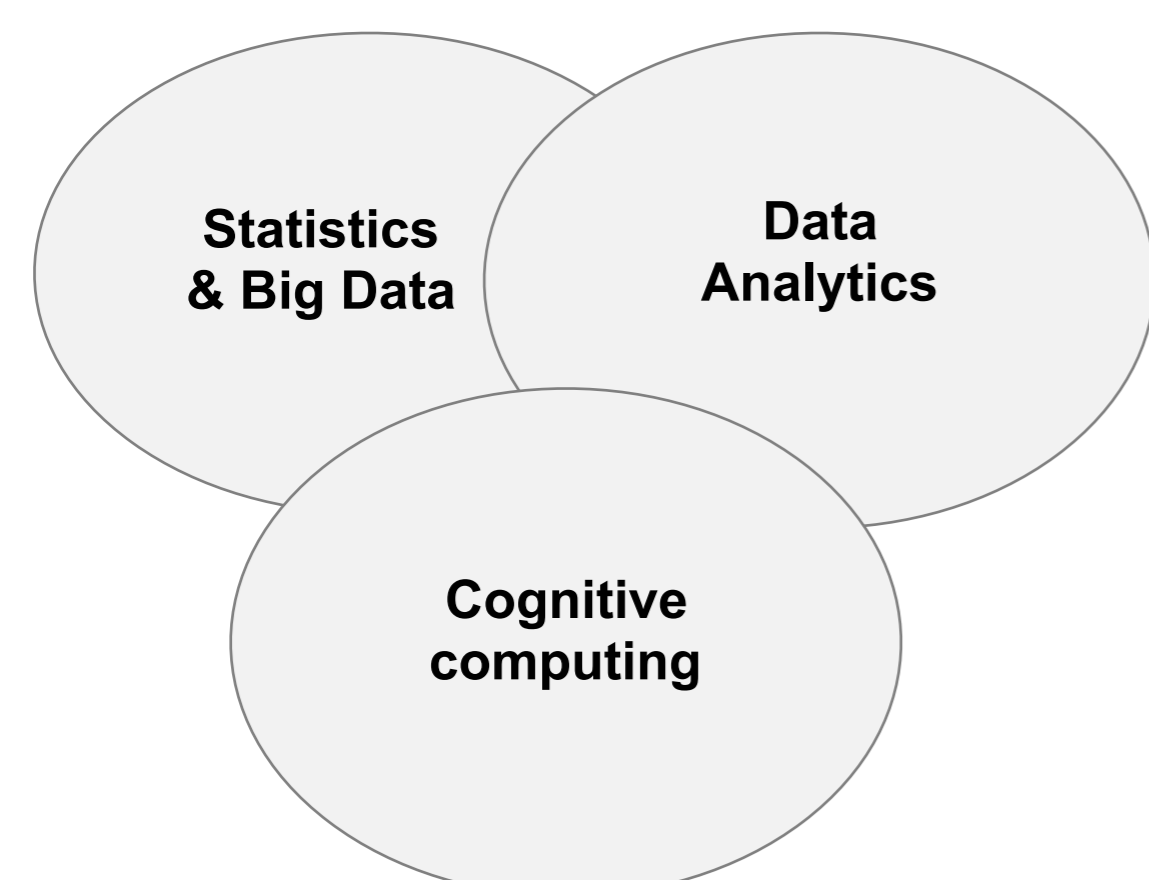 Statistics
& Big Data
Data
Analytics
Cognitive
computing